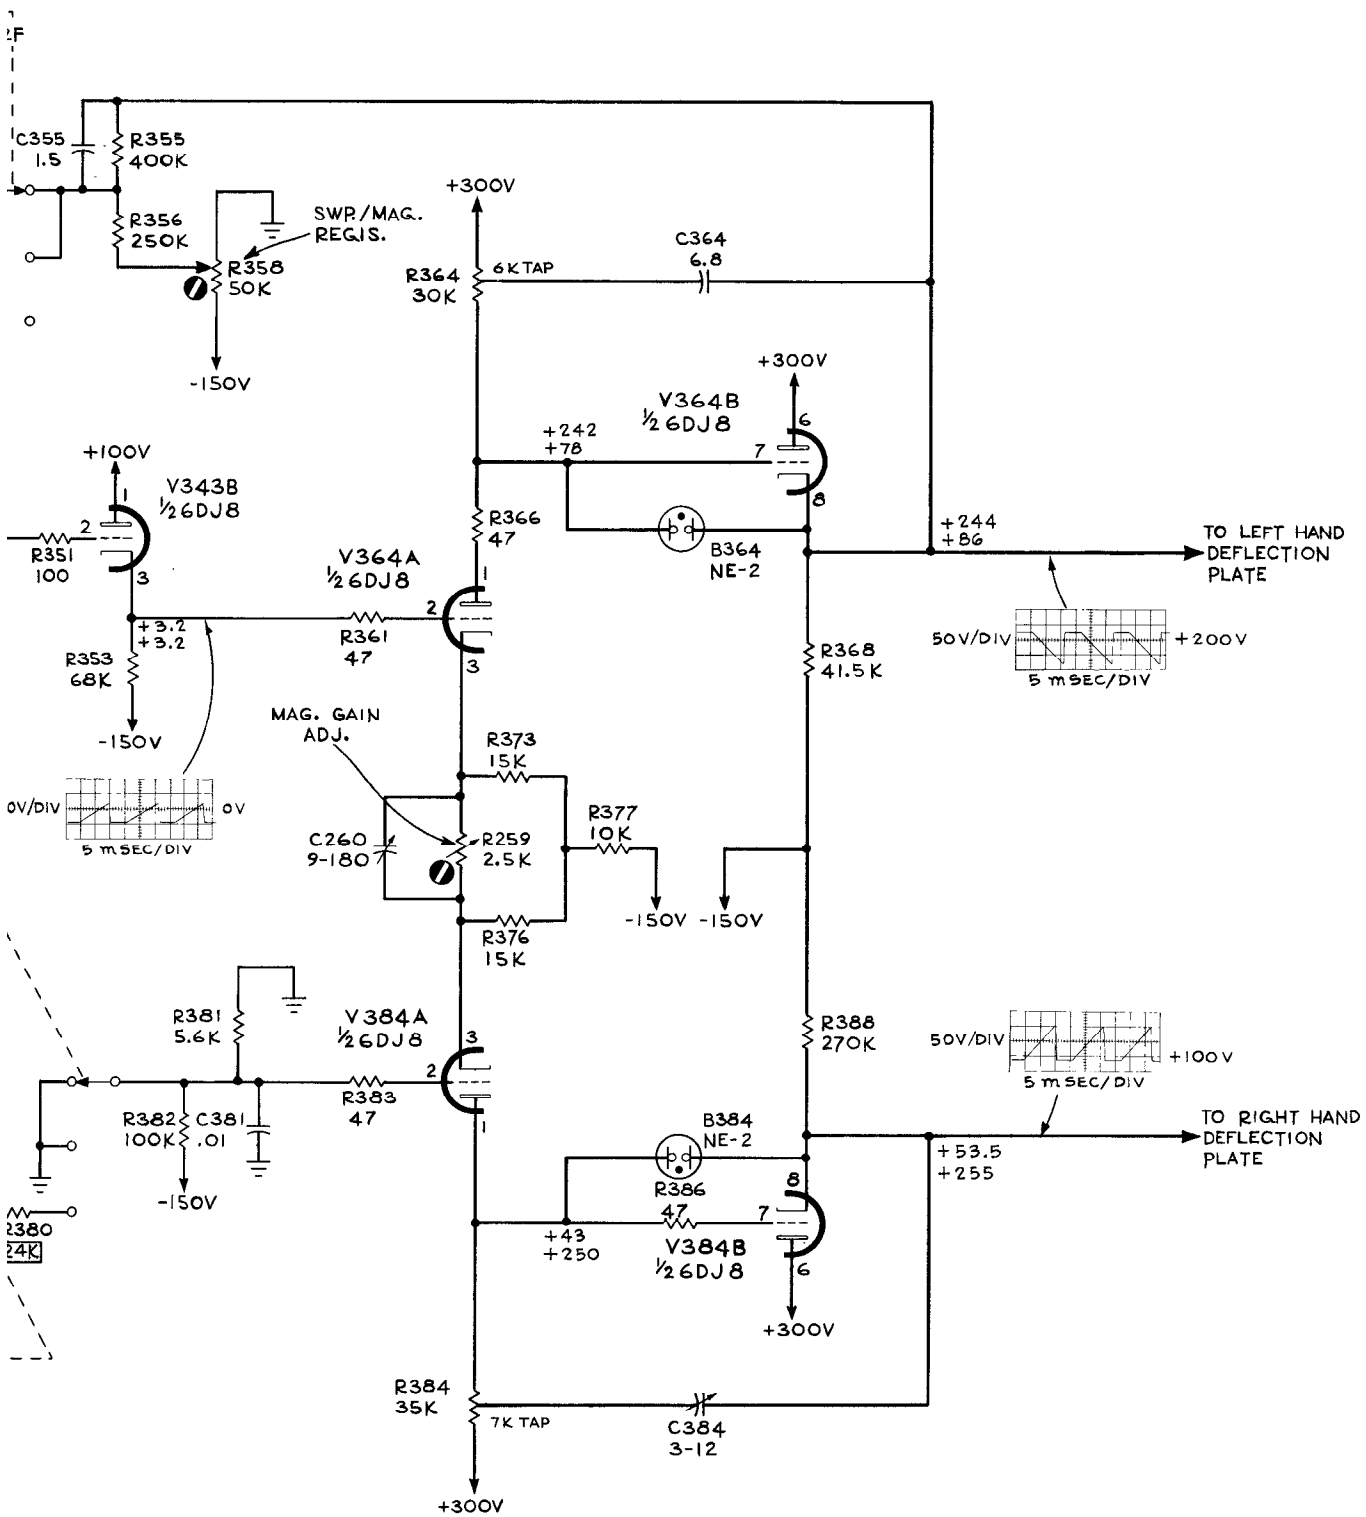 2F
C355
1.5
R355
400K
R356
250K
SWP./MAG.
REGIS.
R358
50K
-150V
+300V
R364
30K
6K TAP
C364
6.8
+300V
V364B
½ 6DJ8
6
7
8
+242
+78
+100V
1
V343B
½ 6DJ8
2
3
R351
100
R366
47
B364
NE-2
+244
+86
TO LEFT HAND
DEFLECTION
PLATE
V364A
½ 6DJ8
1
2
3
+3.2
+3.2
R361
47
R353
68K
-150V
R368
41.5K
50V/DIV
+200V
5 mSEC/DIV
MAG. GAIN
ADJ.
R373
15K
0V/DIV
0V
5 mSEC/DIV
C260
9-180
R259
2.5K
R377
10K
-150V
-150V
R376
15K
R381
5.6K
V384A
½ 6DJ8
3
2
1
R388
270K
50V/DIV
+100V
5 mSEC/DIV
R382
100K
C381
.01
R383
47
-150V
B384
NE-2
TO RIGHT HAND
DEFLECTION
PLATE
+53.5
+255
R386
47
8
7
6
R380
24K
+43
+250
V384B
½ 6DJ8
+300V
R384
35K
7K TAP
C384
3-12
+300V